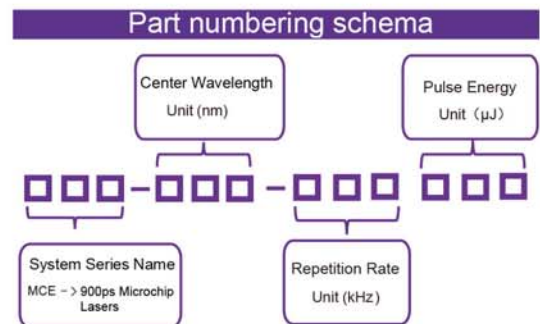 Part numbering schema
Center Wavelength
Unit (nm)
Pulse Energy
Unit (μJ)
System Series Name
MCE -> 900ps Microchip
Lasers
Repetition Rate
Unit (kHz)